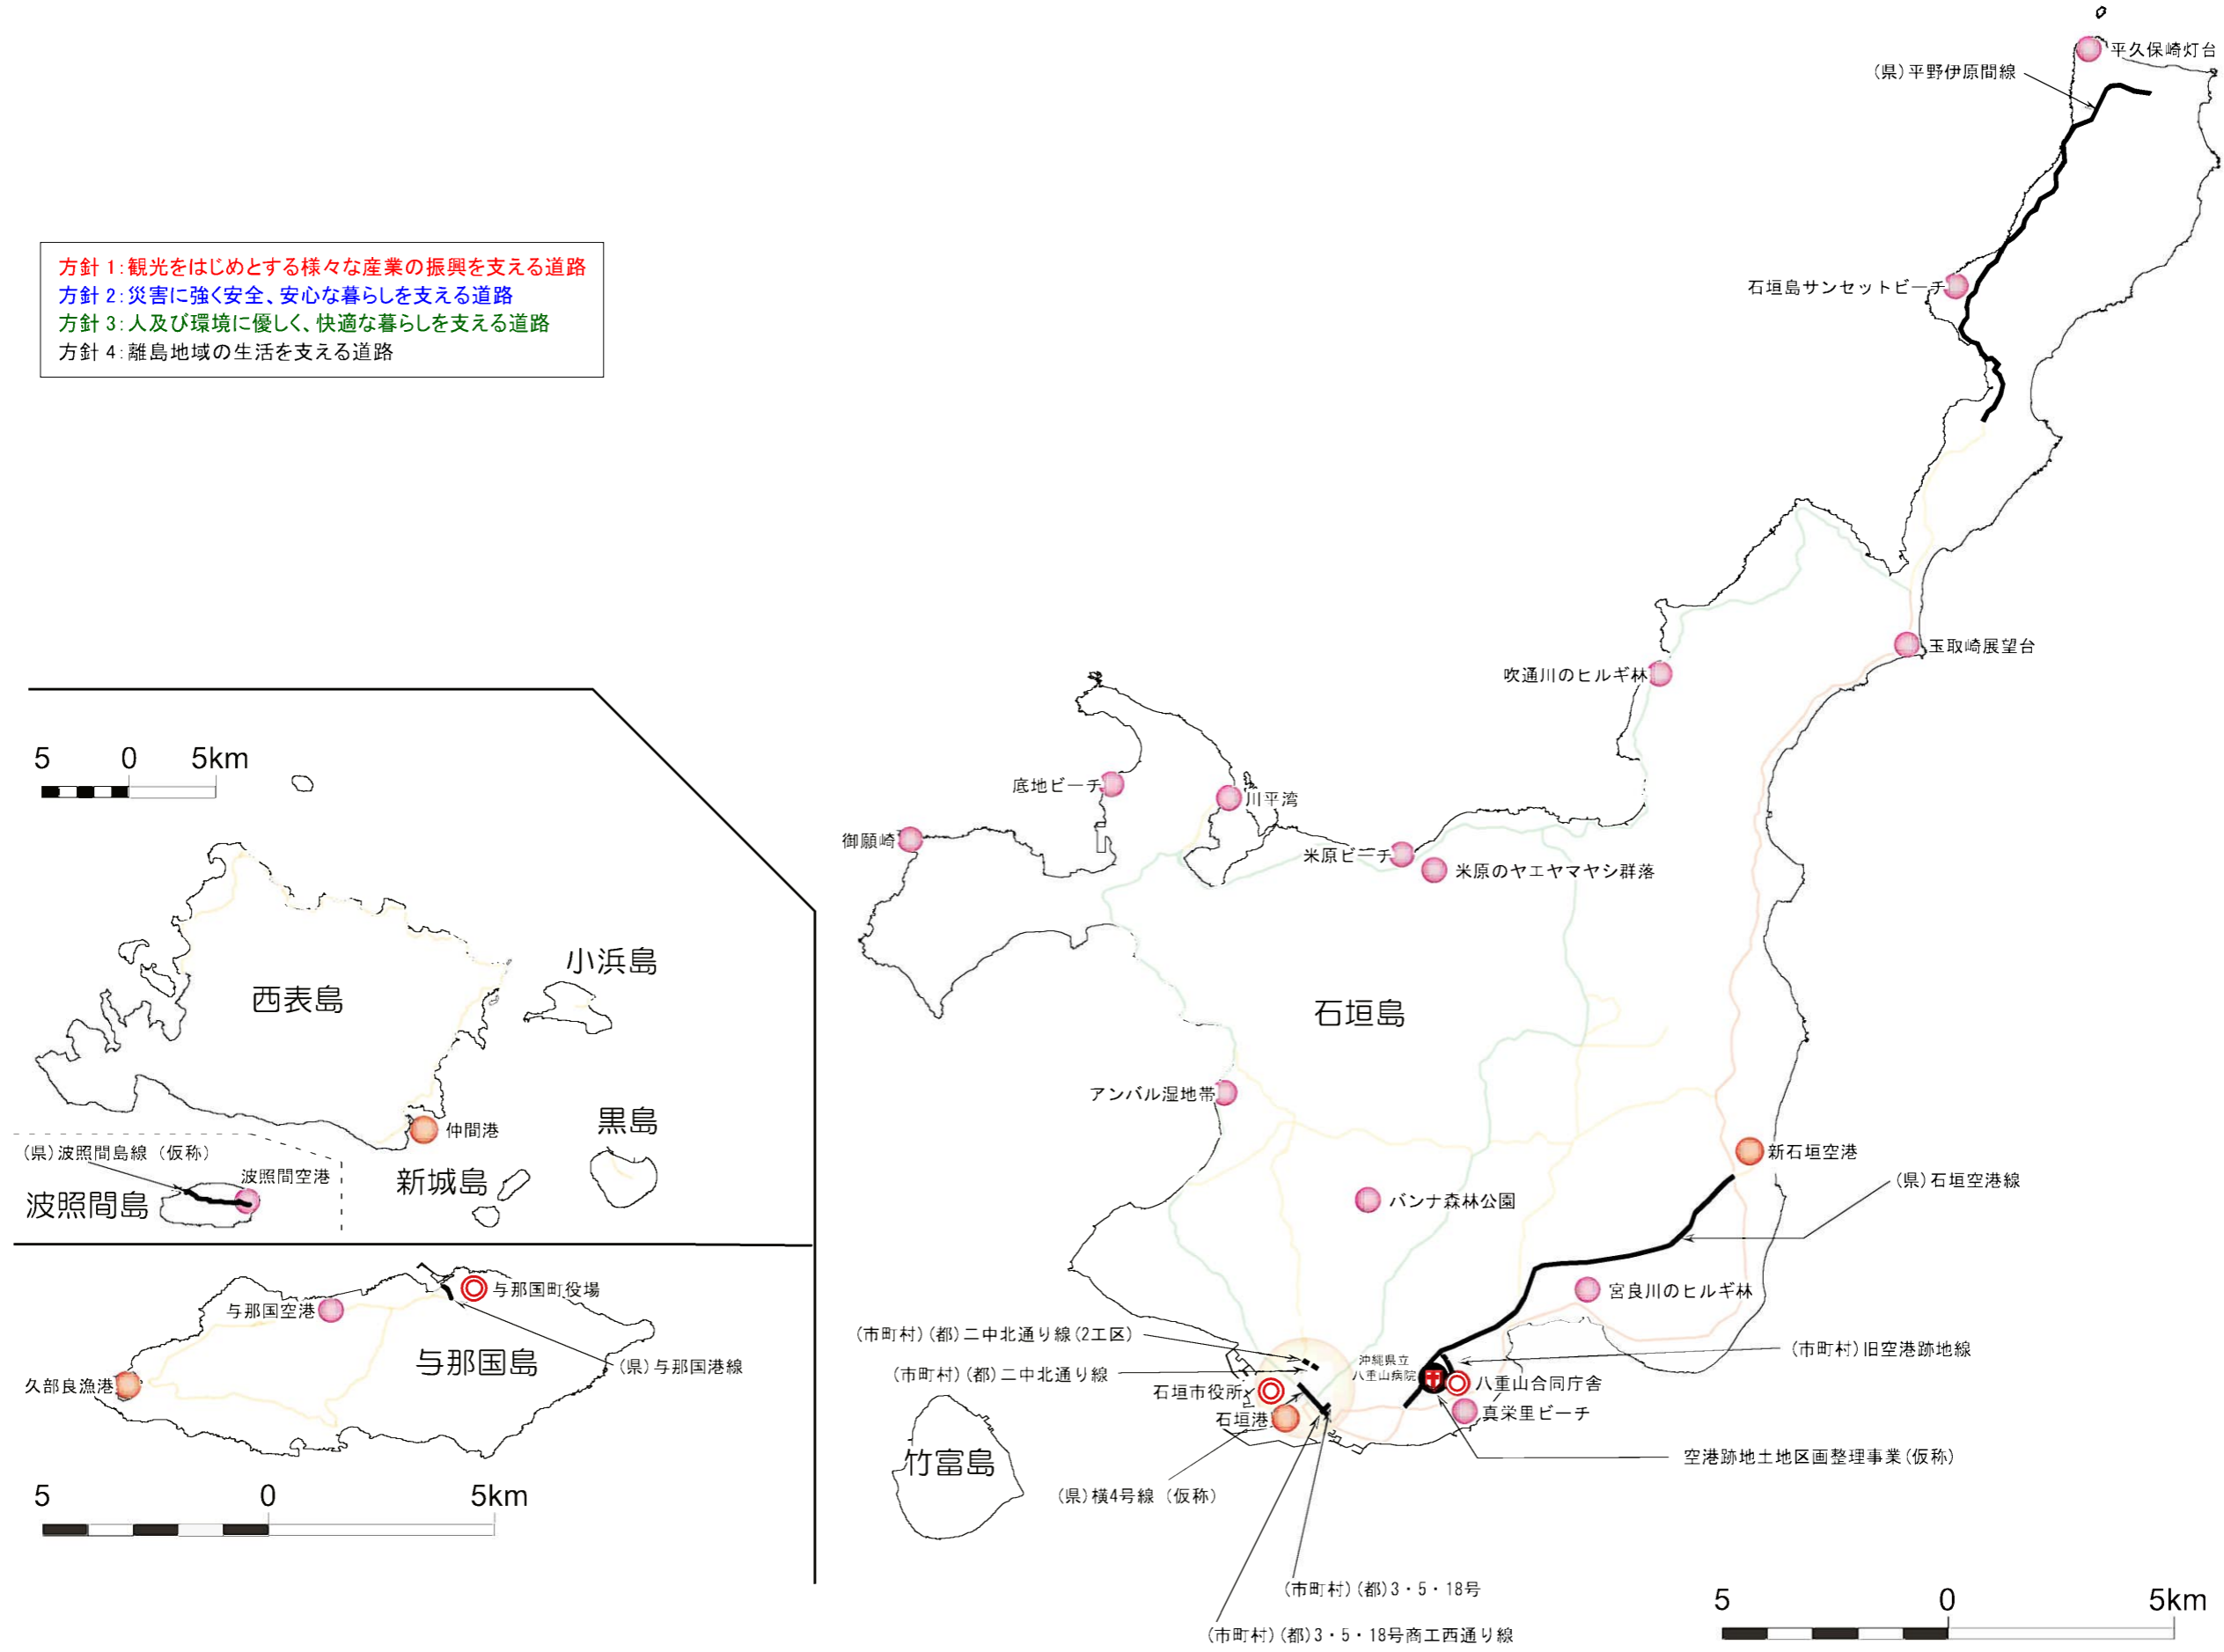 平久保崎灯台
(県)平野伊原間線
方針1:観光をはじめとする様々な産業の振興を支える道路
方針2:災害に強く安全、安心な暮らしを支える道路
方針3:人及び環境に優しく、快適な暮らしを支える道路
方針4:離島地域の生活を支える道路
石垣島サンセットビーチ
玉取崎展望台
吹通川のヒルギ林
5 0 5km
底地ビーチ
川平湾
御願崎
米原ビーチ
米原のヤエヤマヤシ群落
小浜島
西表島
石垣島
アンバル湿地帯
黒島
仲間港
(県)波照間島線(仮称)
新石垣空港
波照間空港
新城島
(県)石垣空港線
波照間島
バンナ森林公園
与那国町役場
宮良川のヒルギ林
与那国空港
(市町村)(都)二中北通り線(2工区)
(市町村)旧空港跡地線
与那国島
(県)与那国港線
沖縄県立
八重山病院
(市町村)(都)二中北通り線
久部良漁港
石垣市役所
八重山合同庁舎
石垣港
真栄里ビーチ
竹富島
空港跡地土地区画整理事業(仮称)
5 0 5km
(県)横4号線(仮称)
(市町村)(都)3・5・18号
5 0 5km
(市町村)(都)3・5・18号商工西通り線